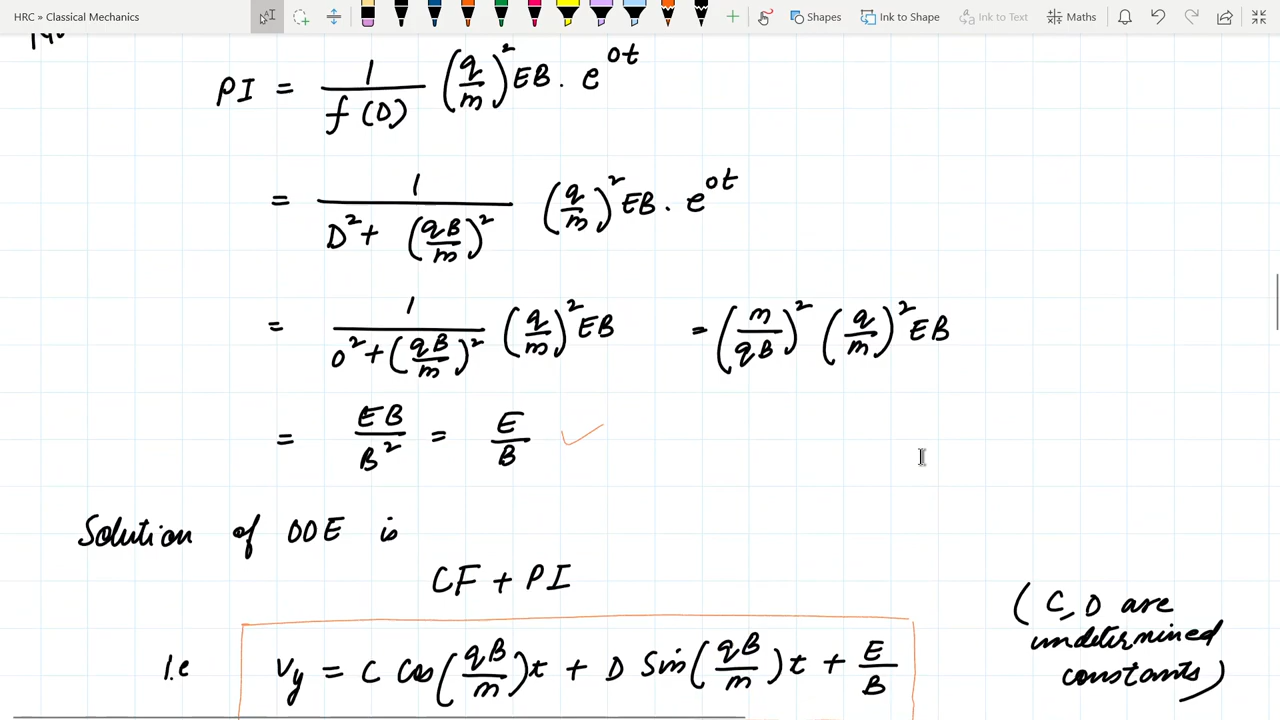 HRC » Classical Mechanics Shapes Ink to Shape Ink to Text Maths
PI = 1 / f(D) (q/m)² EB . e^{0t}
= 1 / (D² + (qB/m)²) (q/m)² EB . e^{0t}
= 1 / (0² + (qB/m)²) (q/m)² EB = (m/qB)² (q/m)² EB
= EB/B² = E/B ✓
Solution of ODE is
CF + PI
(C, D are
undetermined
constants)
i.e v_y = C Cos(qB/m)t + D Sin(qB/m)t + E/B